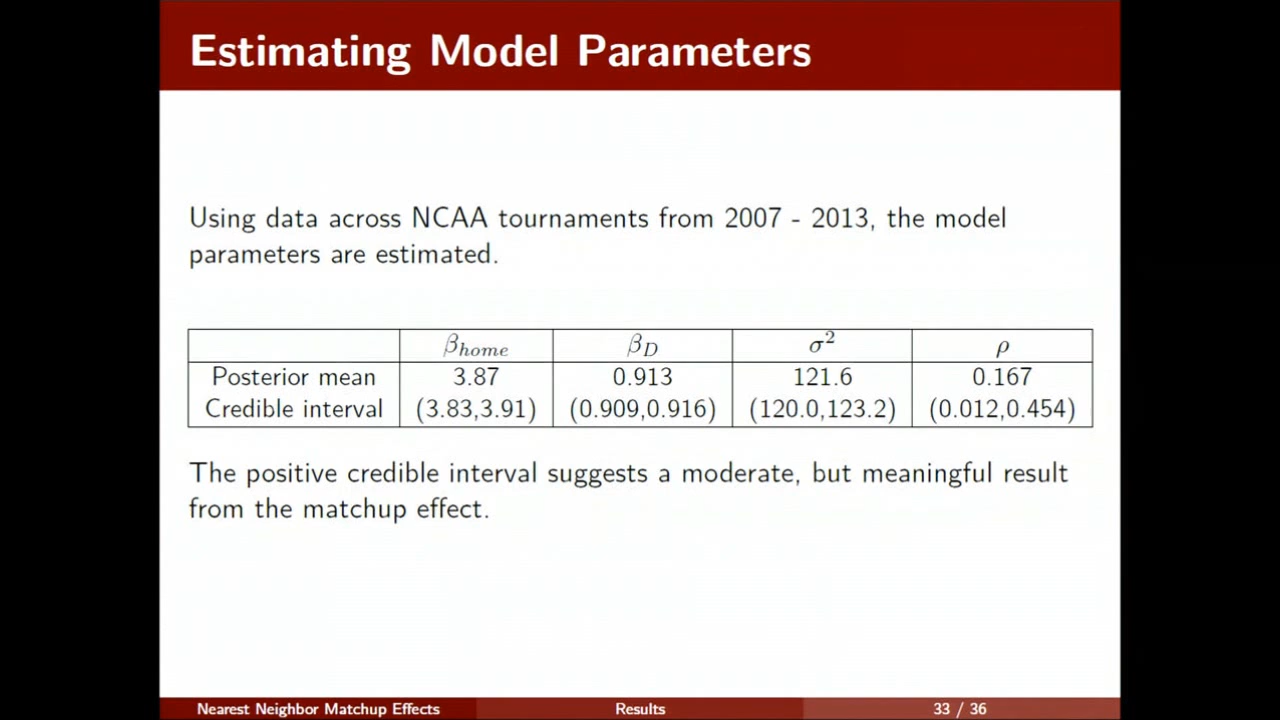 Estimating Model Parameters
Using data across NCAA tournaments from 2007 - 2013, the model
parameters are estimated.
β_home β_D σ² ρ
Posterior mean 3.87 0.913 121.6 0.167
Credible interval (3.83,3.91) (0.909,0.916) (120.0,123.2) (0.012,0.454)
The positive credible interval suggests a moderate, but meaningful result
from the matchup effect.
Nearest Neighbor Matchup Effects Results 33 / 36